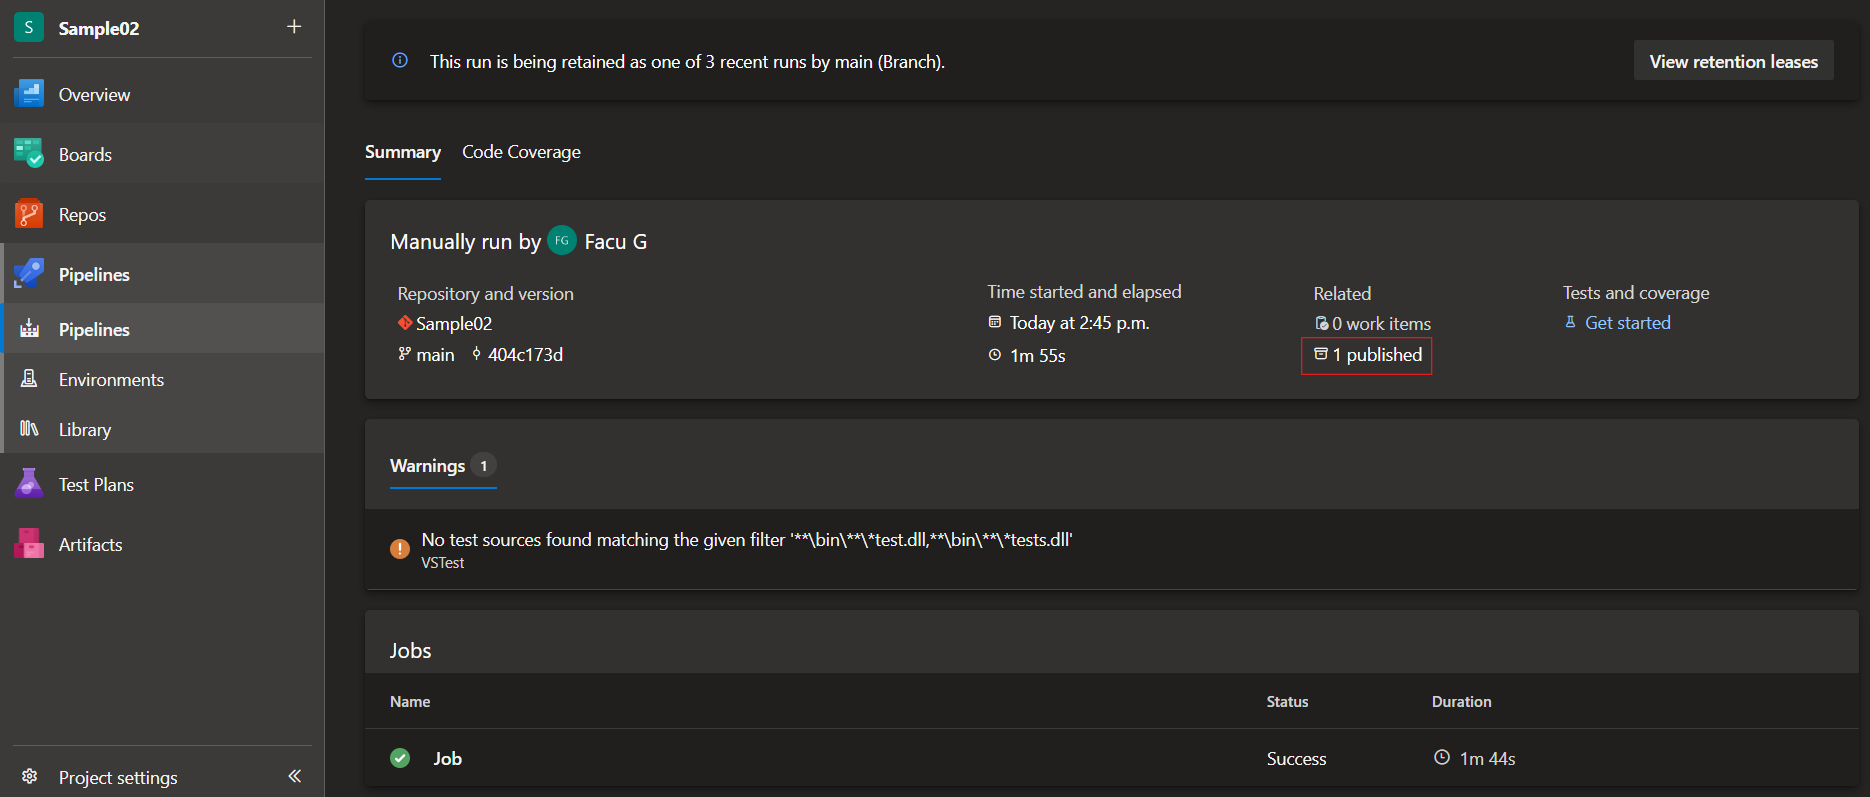 S Sample02 +
Overview
Boards
Repos
Pipelines
Pipelines
Environments
Library
Test Plans
Artifacts
Project settings
This run is being retained as one of 3 recent runs by main (Branch).
View retention leases
Summary Code Coverage
Manually run by FG Facu G
Repository and version
Sample02
main 404c173d
Time started and elapsed
Today at 2:45 p.m.
1m 55s
Related
0 work items
1 published
Tests and coverage
Get started
Warnings 1
No test sources found matching the given filter '**\bin\**\*test.dll,**\bin\**\*tests.dll'
VSTest
Jobs
Name Status Duration
Job Success 1m 44s